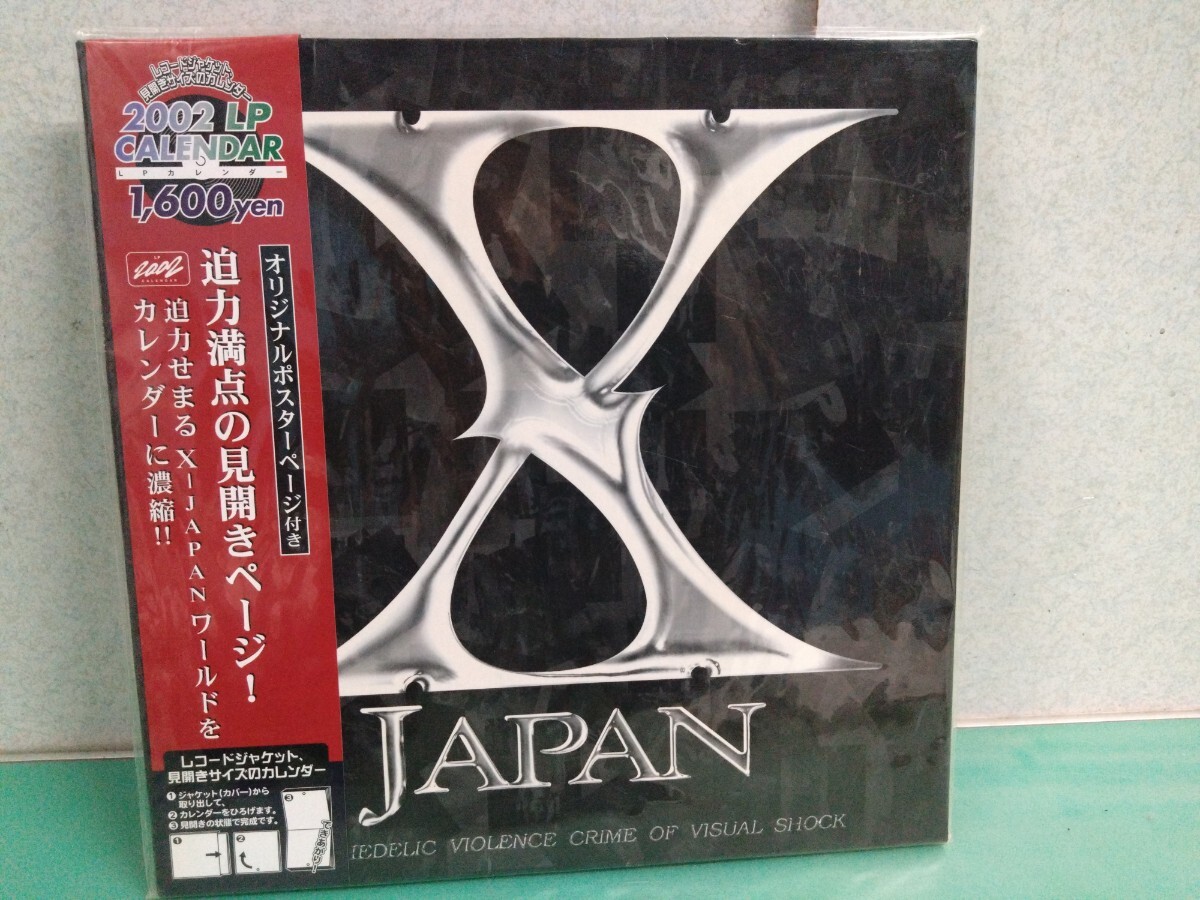 レコードジャケット、
見開きサイズのカレンダー
2002 LP
CALENDAR
LPカレンダー
1,600yen
オリジナルポスターページ付き
迫力満点の見開きページ!
LP
2002
CALENDAR
迫力せまるX-JAPANワールドを
カレンダーに濃縮!!
レコードジャケット、
見開きサイズのカレンダー
❶ジャケット(カバー)から
取り出して、
❷カレンダーをひろげます。
❸見開きの状態で完成です。
❶
❷
❸
できあがりー!
X
JAPAN
HEDELIC VIOLENCE CRIME OF VISUAL SHOCK